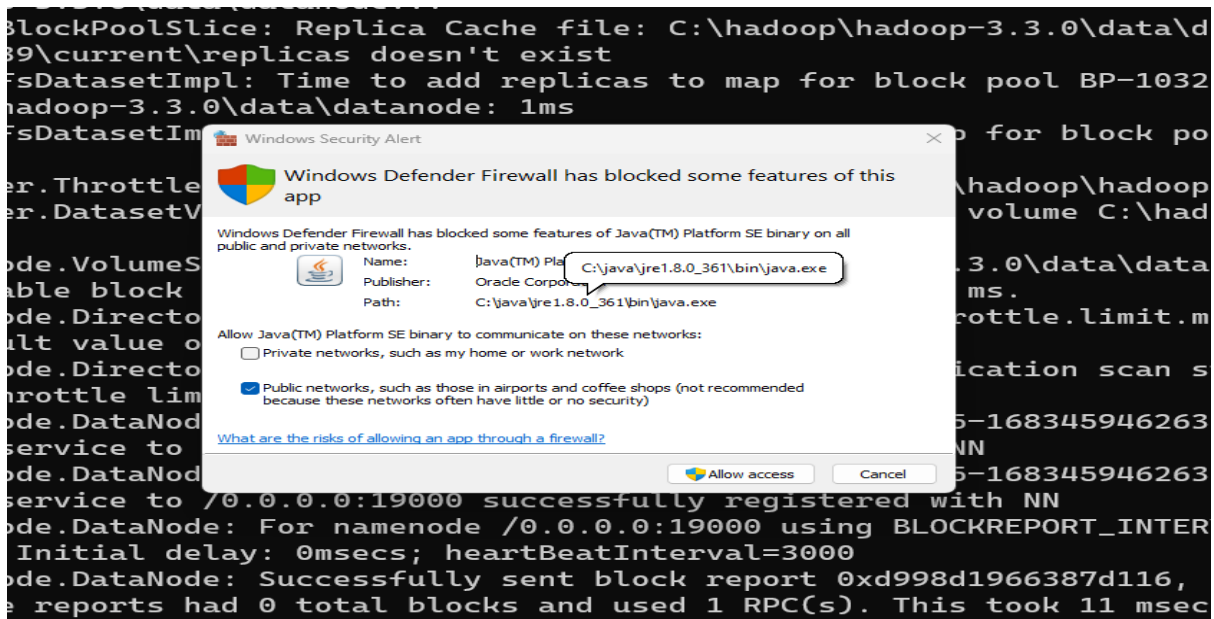 BlockPoolSlice: Replica Cache file: C:\hadoop\hadoop-3.3.0\data\d
39\current\replicas doesn't exist
FsDatasetImpl: Time to add replicas to map for block pool BP-1032
hadoop-3.3.0\data\datanode: 1ms
FsDatasetIm for block po
Windows Security Alert
Windows Defender Firewall has blocked some features of this
app
er.Throttle \hadoop\hadoop
er.DatasetV volume C:\had
Windows Defender Firewall has blocked some features of Java(TM) Platform SE binary on all
public and private networks.
ode.VolumeS .3.0\data\data
Name: Java(TM) Pla
C:\java\jre1.8.0_361\bin\java.exe
able block ms.
Publisher: Oracle Corpo
Path: C:\java\jre1.8.0_361\bin\java.exe
ode.Directo rottle.limit.m
ult value o
Allow Java(TM) Platform SE binary to communicate on these networks:
Private networks, such as my home or work network
ode.Directo ication scan s
hrottle lim
Public networks, such as those in airports and coffee shops (not recommended
because these networks often have little or no security)
ode.DataNod 5-168345946263
What are the risks of allowing an app through a firewall?
service to NN
ode.DataNod 5-168345946263
Allow access Cancel
service to /0.0.0.0:19000 successfully registered with NN
ode.DataNode: For namenode /0.0.0.0:19000 using BLOCKREPORT_INTER
Initial delay: 0msecs; heartBeatInterval=3000
ode.DataNode: Successfully sent block report 0xd998d1966387d116,
e reports had 0 total blocks and used 1 RPC(s). This took 11 msec